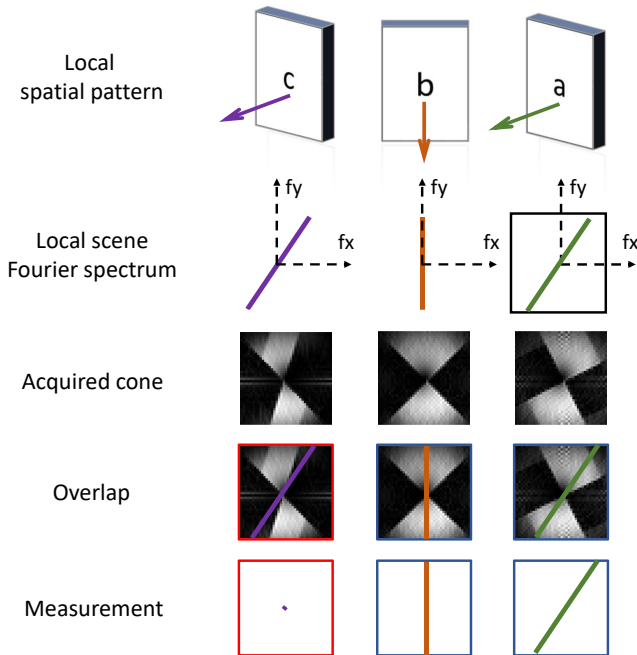 Local
spatial pattern
c
b
a
fy
fy
fy
Local scene
Fourier spectrum
fx
fx
fx
Acquired cone
Overlap
Measurement